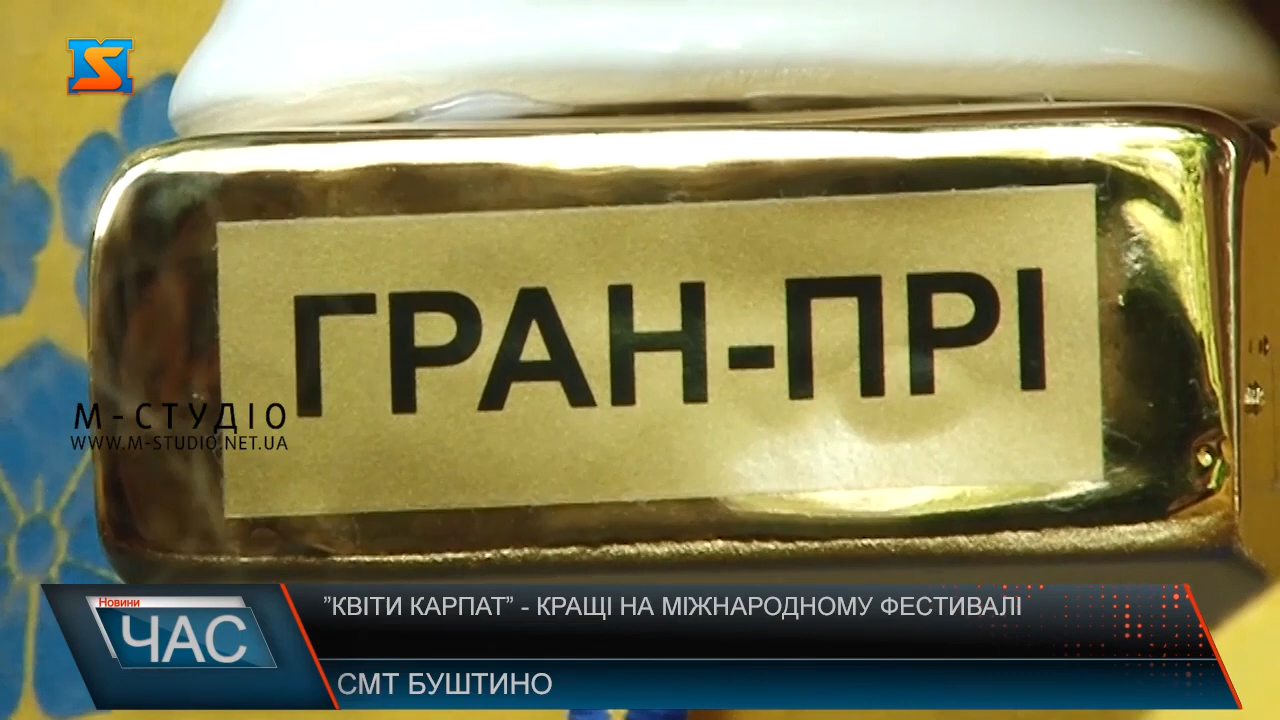 ГРАН-ПРІ
М-СТУДІО
WWW.M-STUDIO.NET.UA
Новини
ЧАС
”КВІТИ КАРПАТ” - КРАЩІ НА МІЖНАРОДНОМУ ФЕСТИВАЛІ
СМТ БУШТИНО